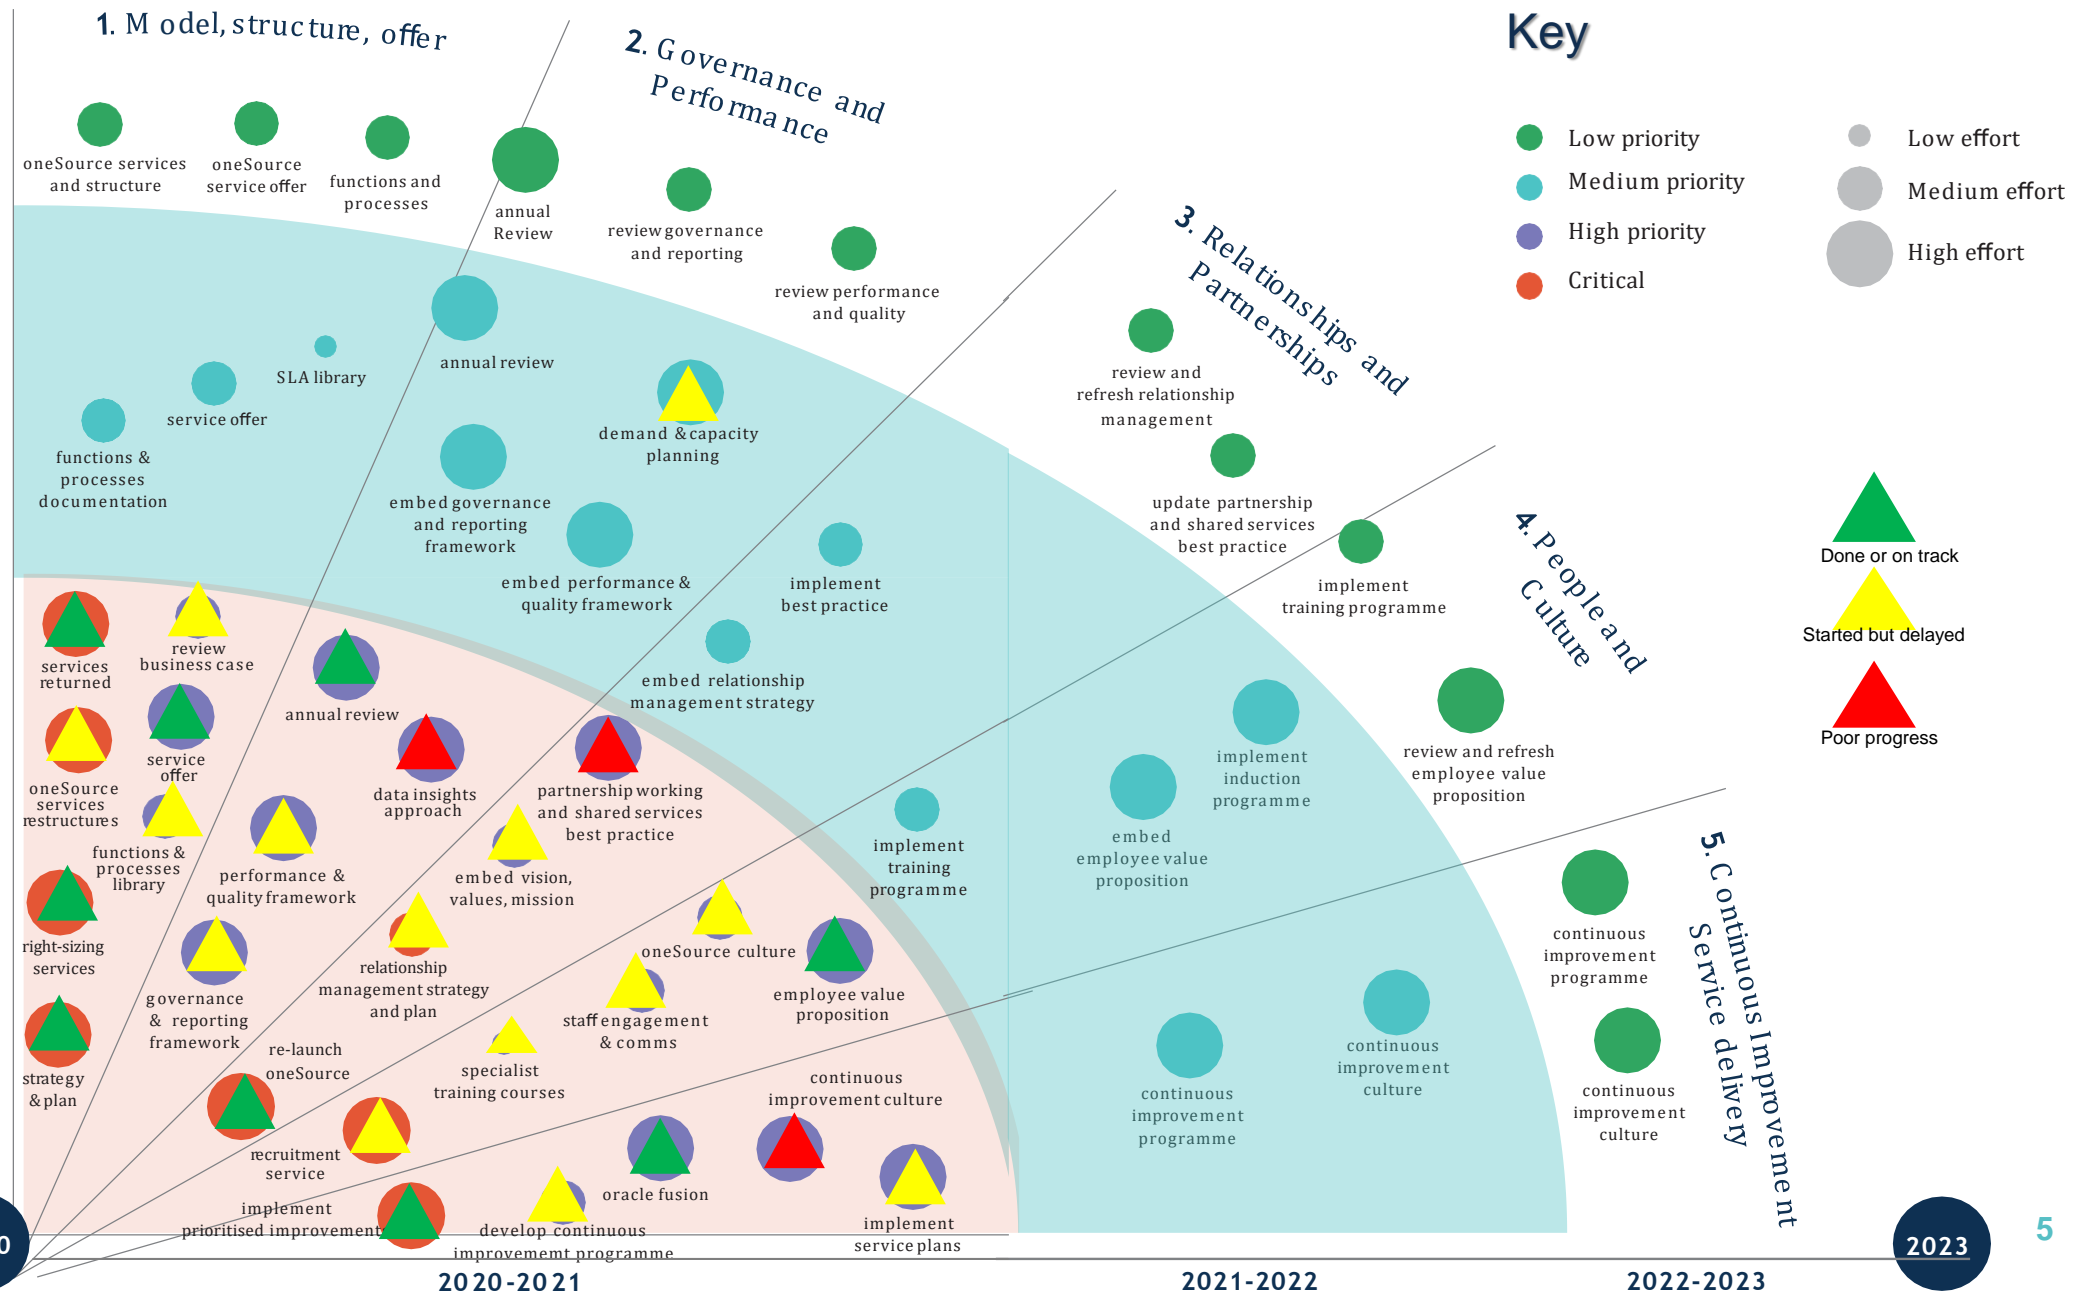 1. Model, structure, offer
2. Governance and
Performance
Key
Low priority
Medium priority
High priority
Critical
Low effort
Medium effort
High effort
oneSource services
and structure
oneSource
service offer
functions and
processes
annual
Review
review governance
and reporting
review performance
and quality
3. Relationships and
Partnerships
review and
refresh relationship
management
update partnership
and shared services
best practice
implement
training programme
4. People and
Culture
review and refresh
employee value
proposition
5. Continuous Improvement
Service delivery
continuous
improvement
programme
continuous
improvement
culture
Done or on track
Started but delayed
Poor progress
functions &
processes
documentation
service offer
SLA library
annual review
demand & capacity
planning
embed governance
and reporting
framework
embed performance &
quality framework
implement
best practice
embed relationship
management strategy
implement
training
programme
embed
employee value
proposition
implement
induction
programme
continuous
improvement
programme
continuous
improvement
culture
services
returned
review
business case
oneSource
services
restructures
service
offer
functions &
processes
library
right-sizing
services
strategy
& plan
annual review
data insights
approach
performance &
quality framework
governance
& reporting
framework
partnership working
and shared services
best practice
embed vision,
values, mission
relationship
management strategy
and plan
re-launch
oneSource
oneSource culture
employee value
proposition
staff engagement
& comms
specialist
training courses
recruitment
service
continuous
improvement culture
oracle fusion
implement
service plans
develop continuous
improvememt programme
implement
prioritised improvements
0
2020-2021
2021-2022
2022-2023
2023
5